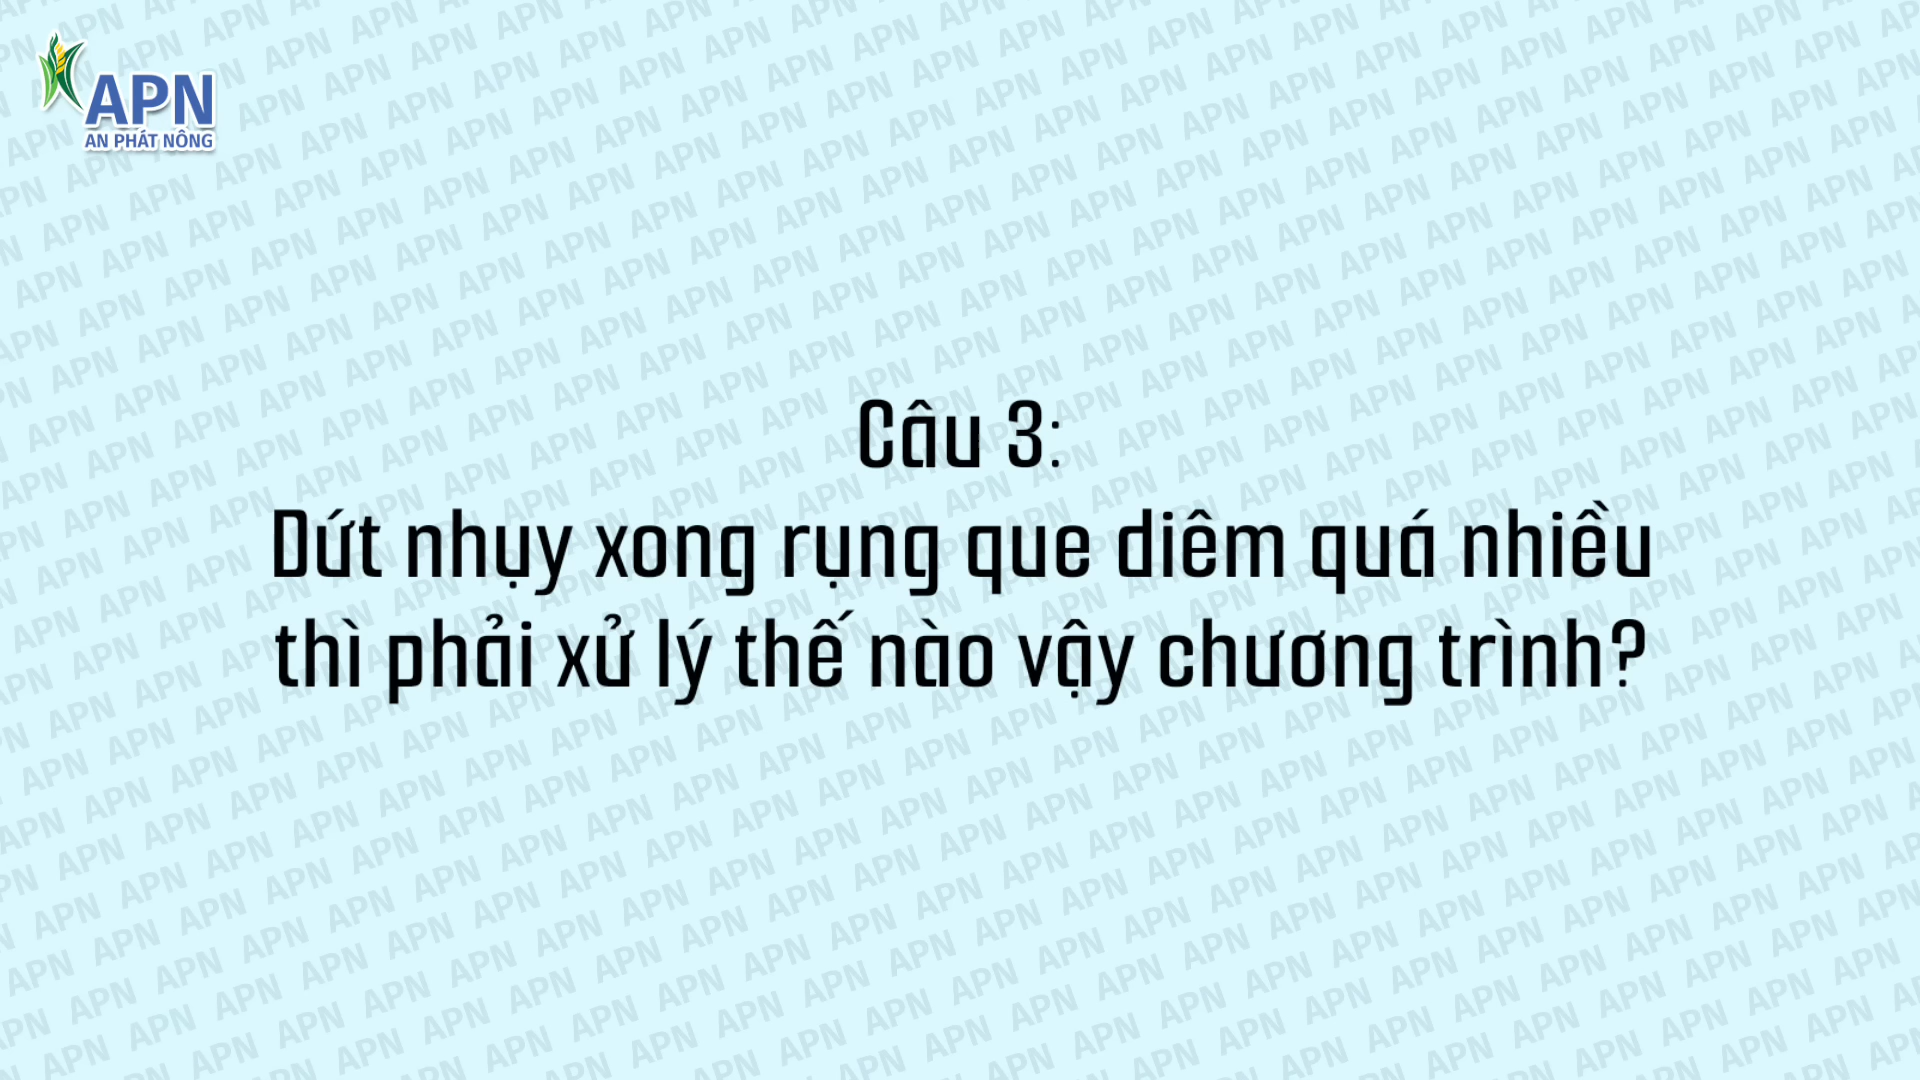 APN
AN PHÁT NÔNG
Câu 3:
Dứt nhụy xong rụng que diêm quá nhiều
thì phải xử lý thế nào vậy chương trình?